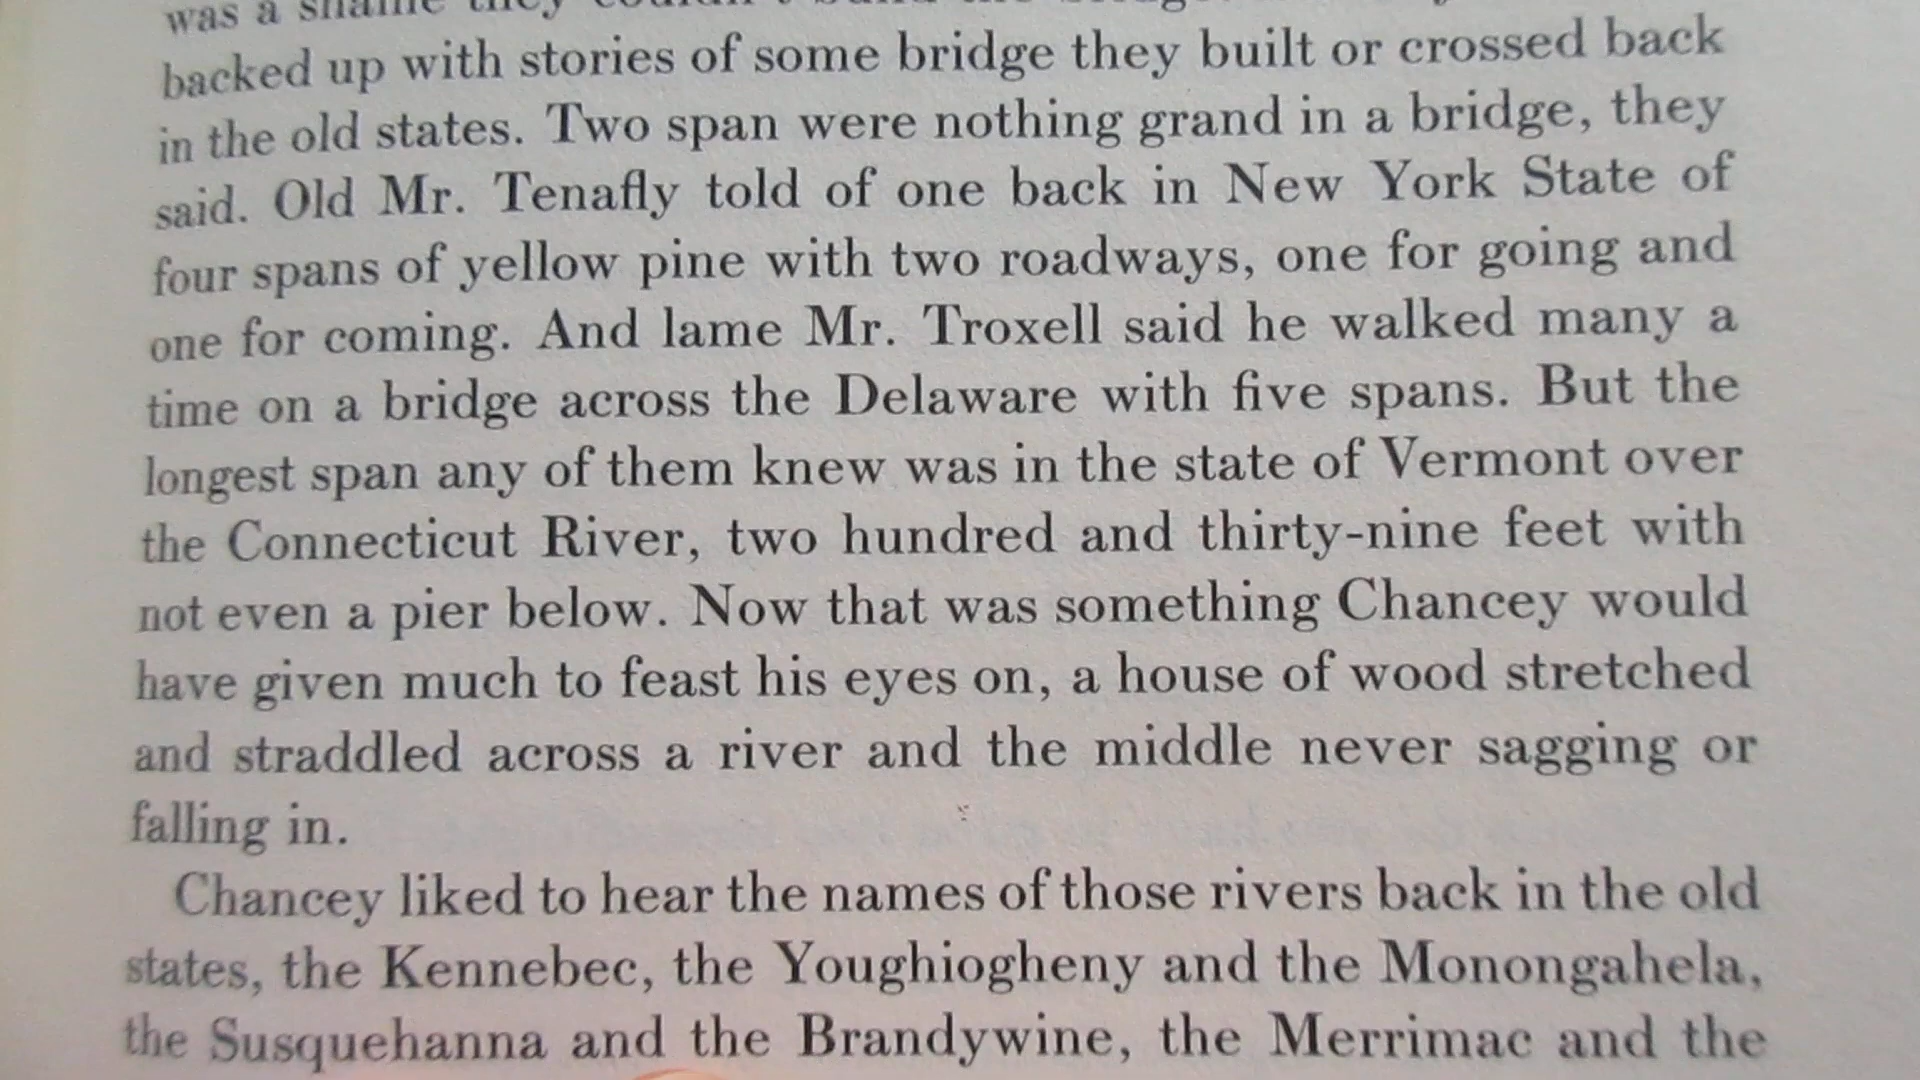 was a shame they couldn't
backed up with stories of some bridge they built or crossed back
in the old states. Two span were nothing grand in a bridge, they
said. Old Mr. Tenafly told of one back in New York State of
four spans of yellow pine with two roadways, one for going and
one for coming. And lame Mr. Troxell said he walked many a
time on a bridge across the Delaware with five spans. But the
longest span any of them knew was in the state of Vermont over
the Connecticut River, two hundred and thirty-nine feet with
not even a pier below. Now that was something Chancey would
have given much to feast his eyes on, a house of wood stretched
and straddled across a river and the middle never sagging or
falling in.
Chancey liked to hear the names of those rivers back in the old
states, the Kennebec, the Youghiogheny and the Monongahela,
the Susquehanna and the Brandywine, the Merrimac and the